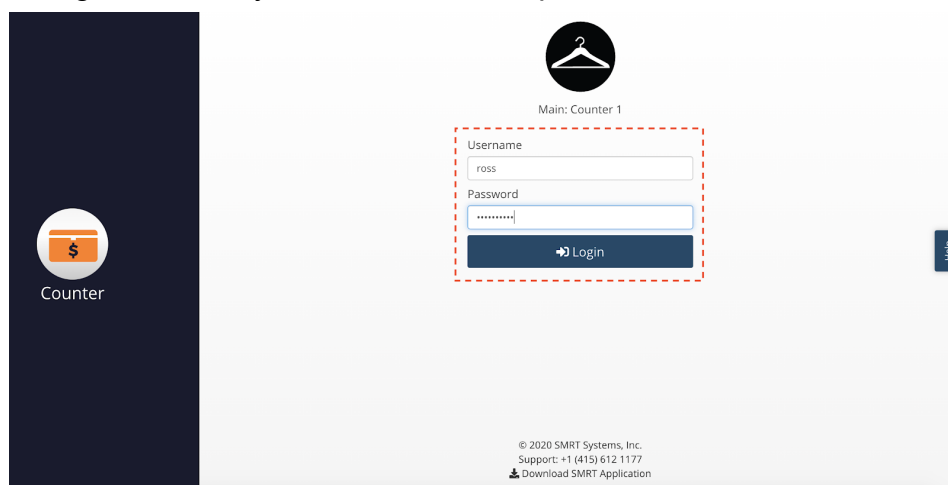 Main: Counter 1
Username
ross
Password
••••••••••
Login
$
Counter
© 2020 SMRT Systems, Inc.
Support: +1 (415) 612 1177
Download SMRT Application